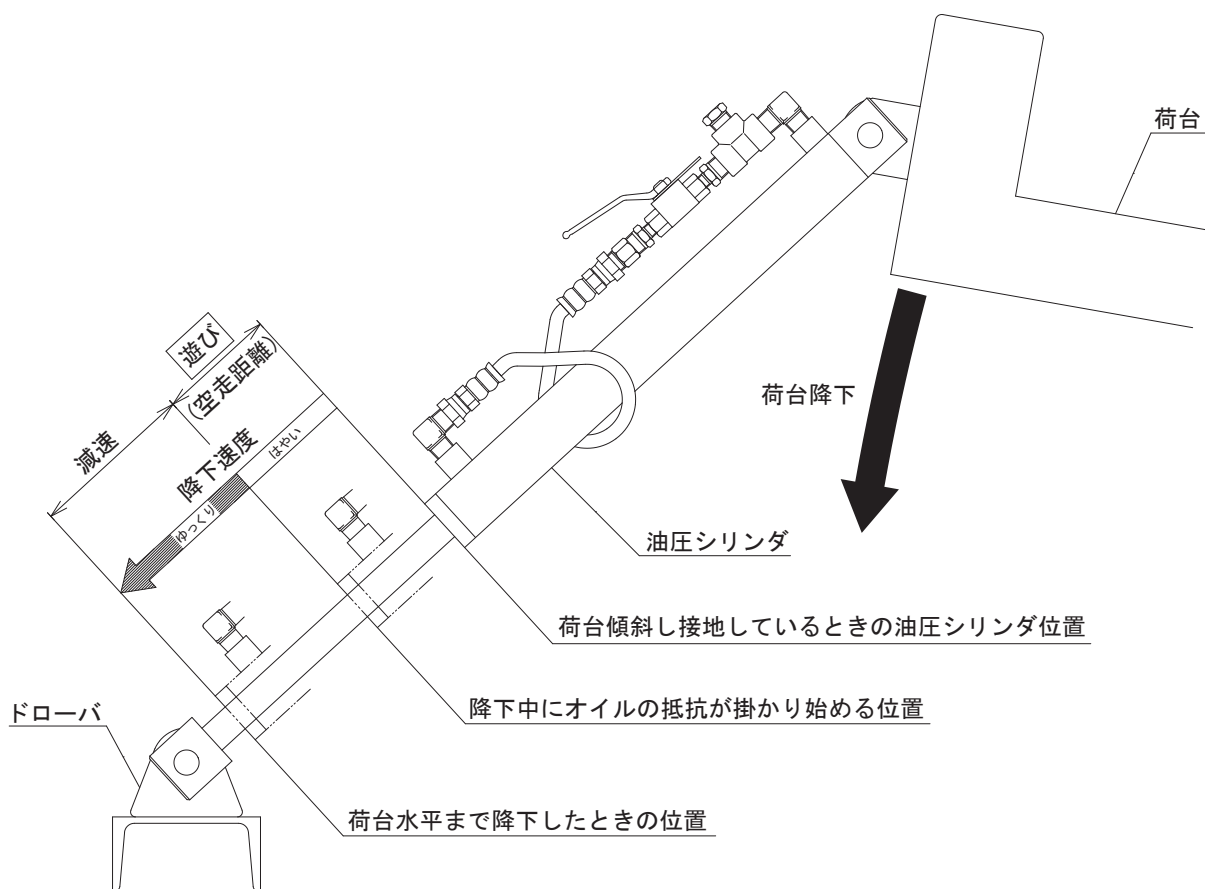 荷台
遊び
(空走距離)
減速
降下速度
はやい
ゆっくり
荷台降下
油圧シリンダ
荷台傾斜し接地しているときの油圧シリンダ位置
降下中にオイルの抵抗が掛かり始める位置
ドローバ
荷台水平まで降下したときの位置